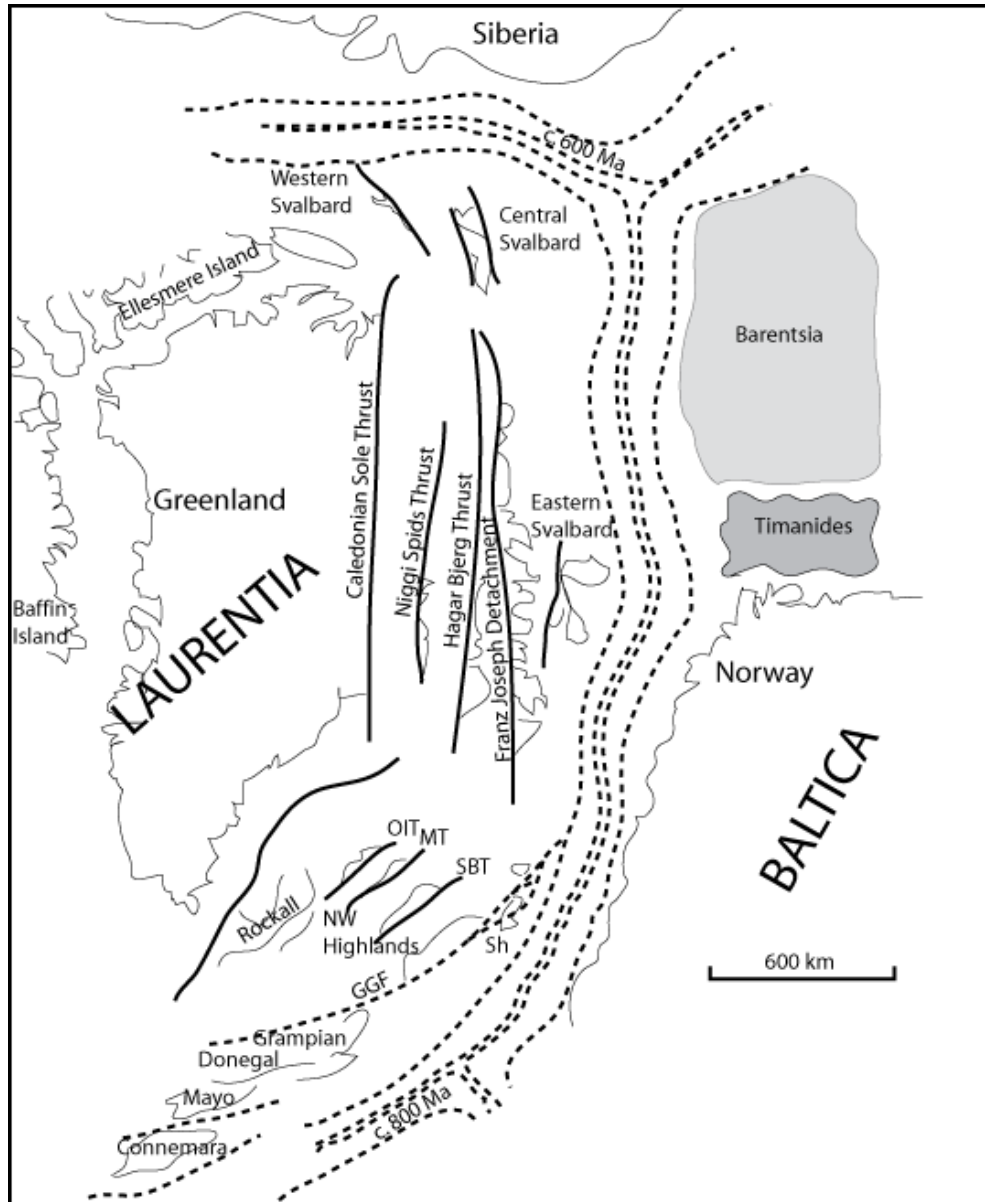 Siberia
c. 600 Ma
Western
Svalbard
Central
Svalbard
Ellesmere Island
Barentsia
Caledonian Sole Thrust
Niggi Spids Thrust
Hagar Bjerg Thrust
Franz Joseph Detachment
Greenland
Eastern
Svalbard
Timanides
Baffin
Island
LAURENTIA
Norway
BALTICA
OIT
MT
SBT
Rockall
NW
Highlands
Sh
600 km
GGF
Grampian
Donegal
Mayo
c. 800 Ma
Connemara